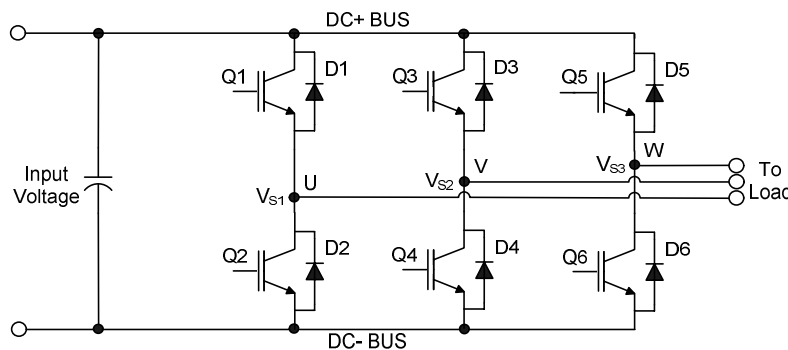 DC+ BUS
Q1
D1
Q3
D3
Q5
D5
Input
Voltage
VS1
U
VS2
V
VS3
W
To
Load
Q2
D2
Q4
D4
Q6
D6
DC- BUS